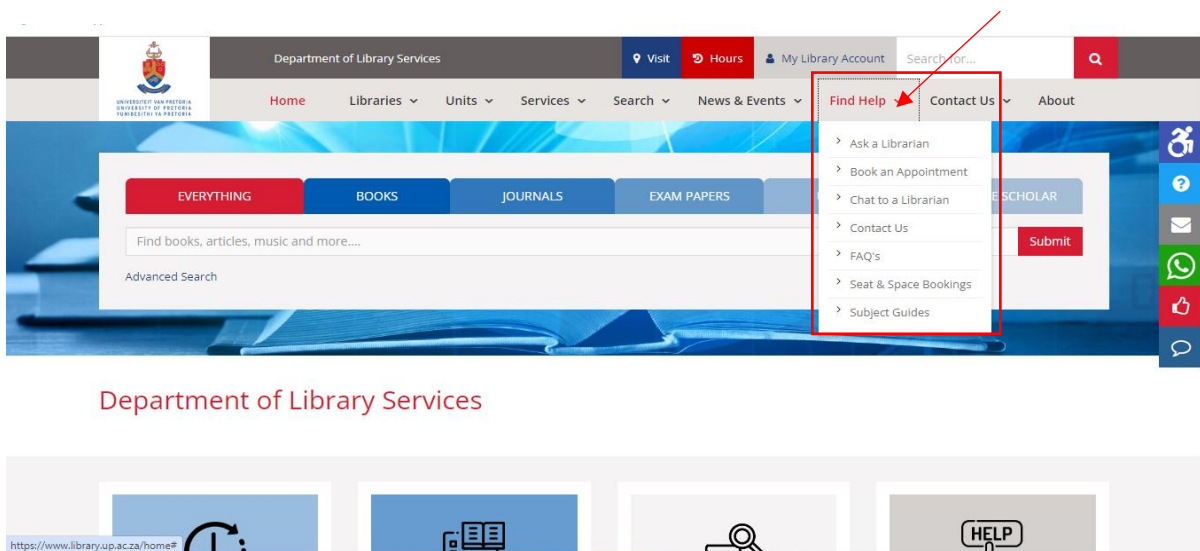 Department of Library Services
Visit
Hours
My Library Account
Search for...
UNIVERSITEIT VAN PRETORIA
UNIVERSITY OF PRETORIA
YUNIBESITHI YA PRETORIA
Home Libraries Units Services Search News & Events Find Help Contact Us About
Ask a Librarian
Book an Appointment
Chat to a Librarian
Contact Us
FAQ's
Seat & Space Bookings
Subject Guides
EVERYTHING BOOKS JOURNALS EXAM PAPERS SCHOLAR
Find books, articles, music and more....
Submit
Advanced Search
Department of Library Services
HELP
https://www.library.up.ac.za/home#